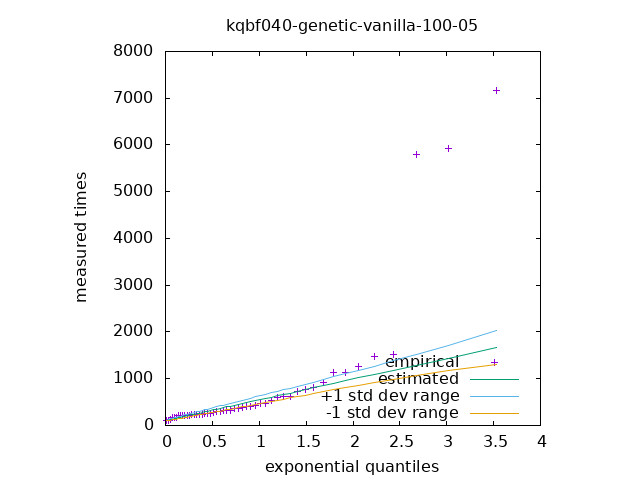 kqbf040-genetic-vanilla-100-05
8000
7000
6000
5000
4000
3000
2000
1000
0
measured times
empirical
estimated
+1 std dev range
-1 std dev range
0 0.5 1 1.5 2 2.5 3 3.5 4
exponential quantiles